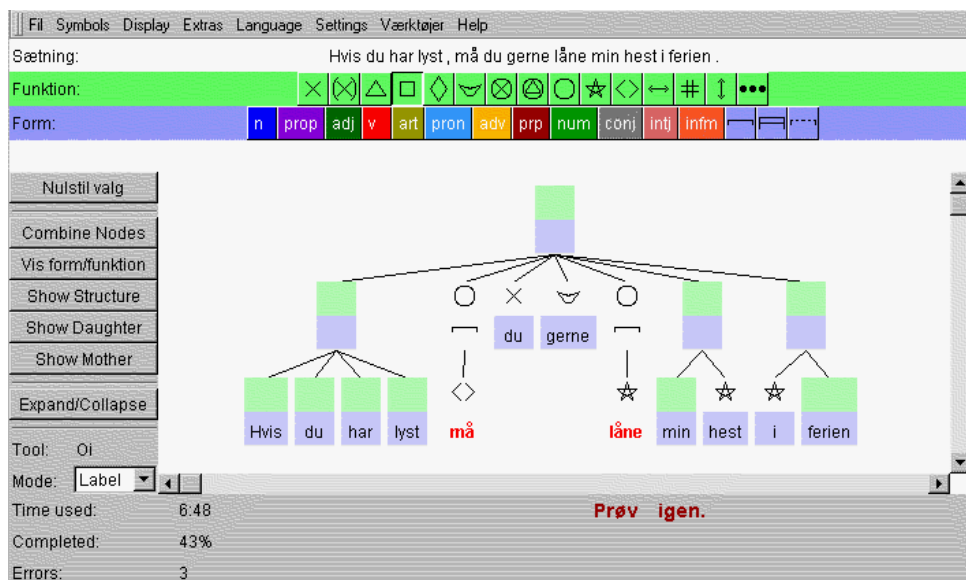 Fil Symbols Display Extras Language Settings Værktøjer Help
Sætning: Hvis du har lyst , må du gerne låne min hest i ferien .
Funktion:
Form: n prop adj v art pron adv prp num conj intj infm
Nulstil valg
Combine Nodes
Vis form/funktion
Show Structure
Show Daughter
Show Mother
Expand/Collapse
du gerne
Hvis du har lyst må låne min hest i ferien
Tool: Oi
Mode: Label
Time used: 6:48
Prøv igen.
Completed: 43%
Errors: 3